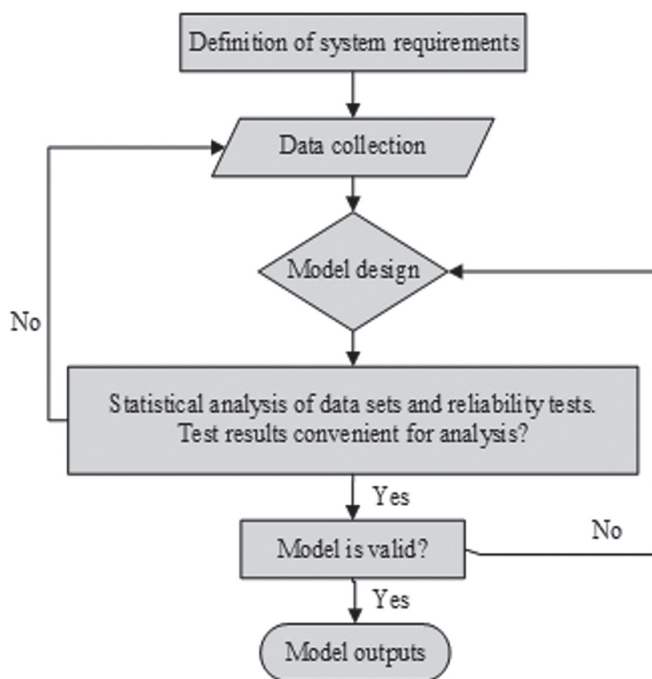 Definition of system requirements
Data collection
Model design
No
Statistical analysis of data sets and reliability tests.
Test results convenient for analysis?
Yes
Model is valid?
No
Yes
Model outputs